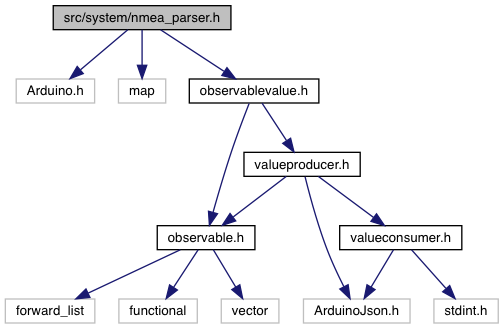 src/system/nmea_parser.h
Arduino.h
map
observablevalue.h
valueproducer.h
observable.h
valueconsumer.h
forward_list
functional
vector
ArduinoJson.h
stdint.h